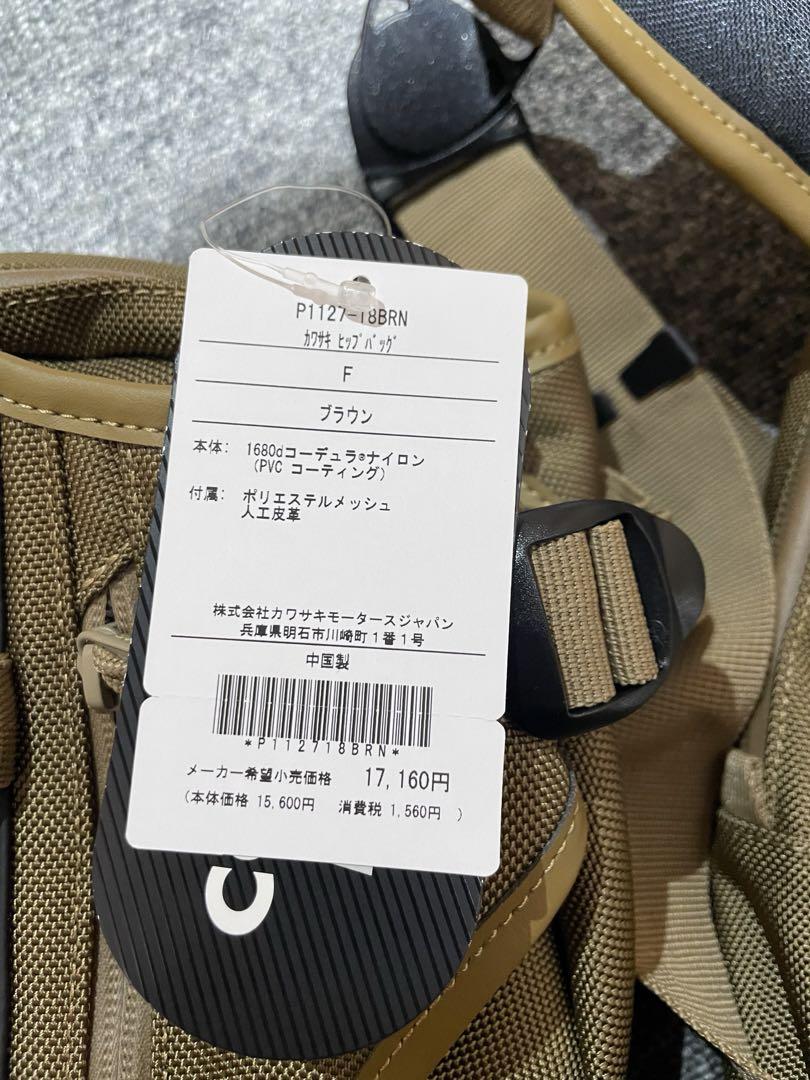 P1127-18BRN
カワサキ ヒップバッグ
F
ブラウン
本体: 1680dコーデュラ®ナイロン
(PVC コーティング)
付属: ポリエステルメッシュ
人工皮革
株式会社カワサキモータースジャパン
兵庫県明石市川崎町1番1号
中国製
*P112718BRN*
メーカー希望小売価格 17,160円
(本体価格 15,600円 消費税 1,560円 )